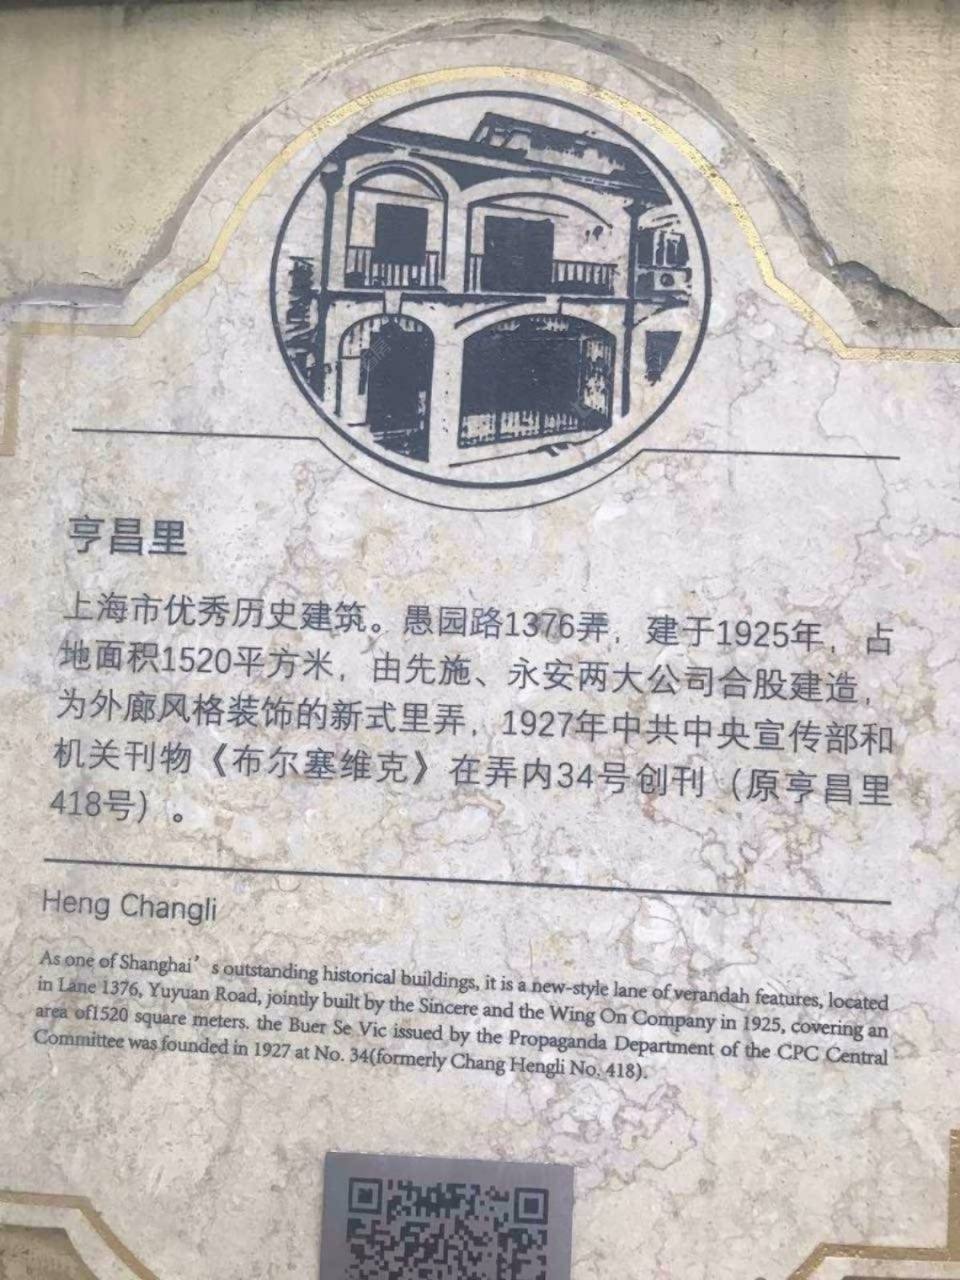 亨昌里
上海市优秀历史建筑。愚园路1376弄，建于1925年，占
地面积1520平方米，由先施、永安两大公司合股建造，
为外廊风格装饰的新式里弄，1927年中共中央宣传部和
机关刊物《布尔塞维克》在弄内34号创刊（原亨昌里
418号）。
Heng Changli
As one of Shanghai’s outstanding historical buildings, it is a new-style lane of verandah features, located
in Lane 1376, Yuyuan Road, jointly built by the Sincere and the Wing On Company in 1925, covering an
area of1520 square meters. the Buer Se Vic issued by the Propaganda Department of the CPC Central
Committee was founded in 1927 at No. 34(formerly Chang Hengli No. 418).